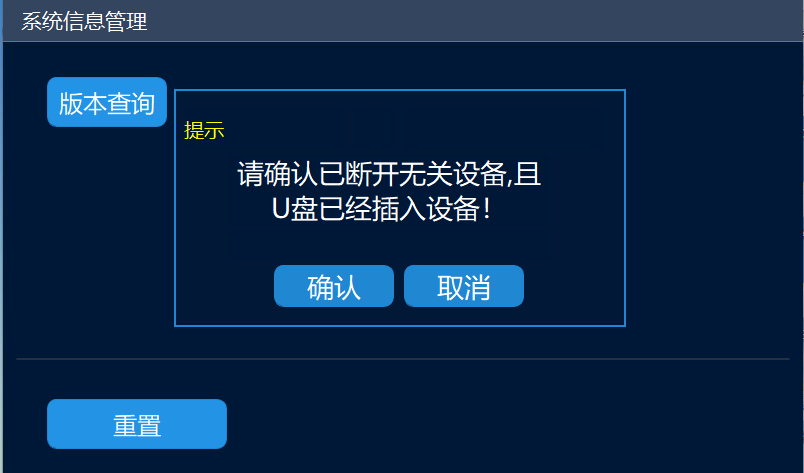 系统信息管理
版本查询
提示
请确认已断开无关设备,且
U盘已经插入设备！
确认
取消
重置